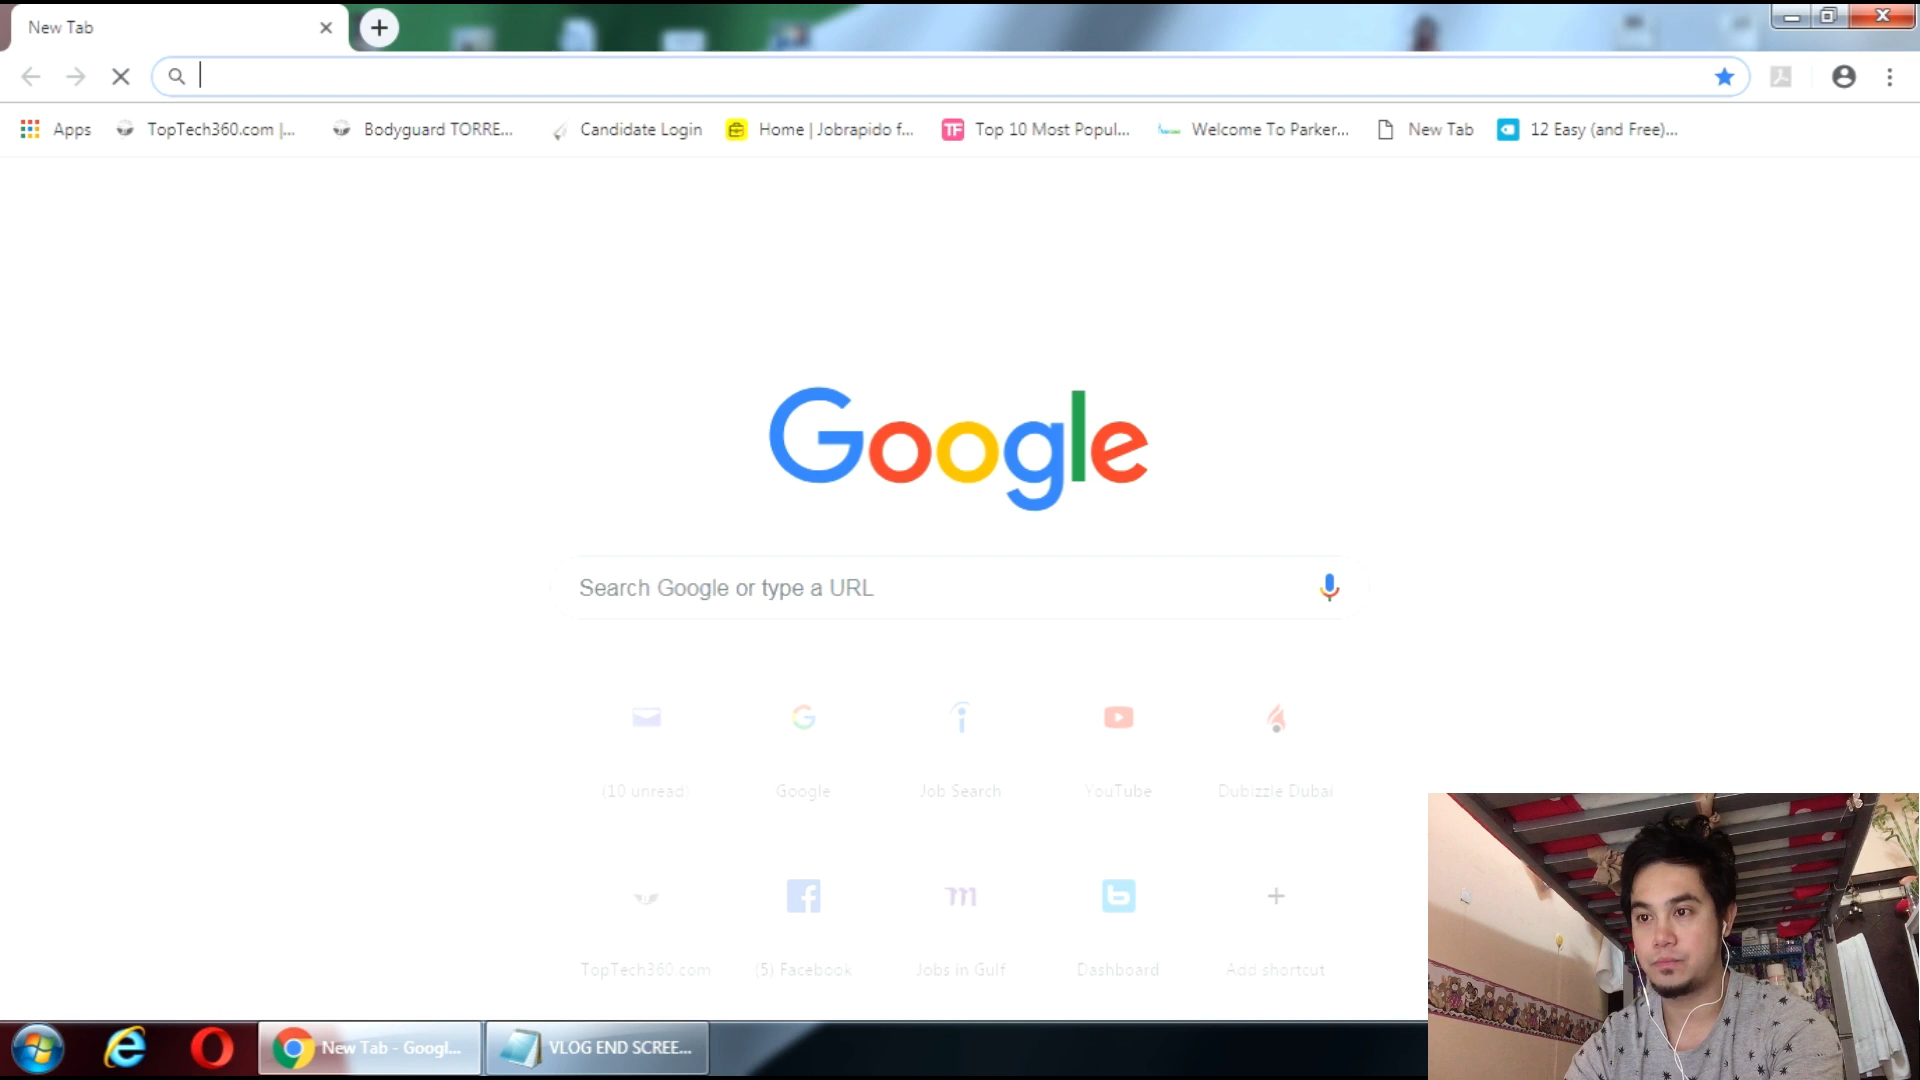 New Tab
Apps TopTech360.com |... Bodyguard TORRE... Candidate Login Home | Jobrapido f... TF Top 10 Most Popul... Welcome To Parker... New Tab 12 Easy (and Free)...
Google
Search Google or type a URL
(10 unread) Google Job Search YouTube Dubizzle Dubai
TopTech360.com (5) Facebook Jobs in Gulf Dashboard Add shortcut
New Tab - Googl... VLOG END SCREE...